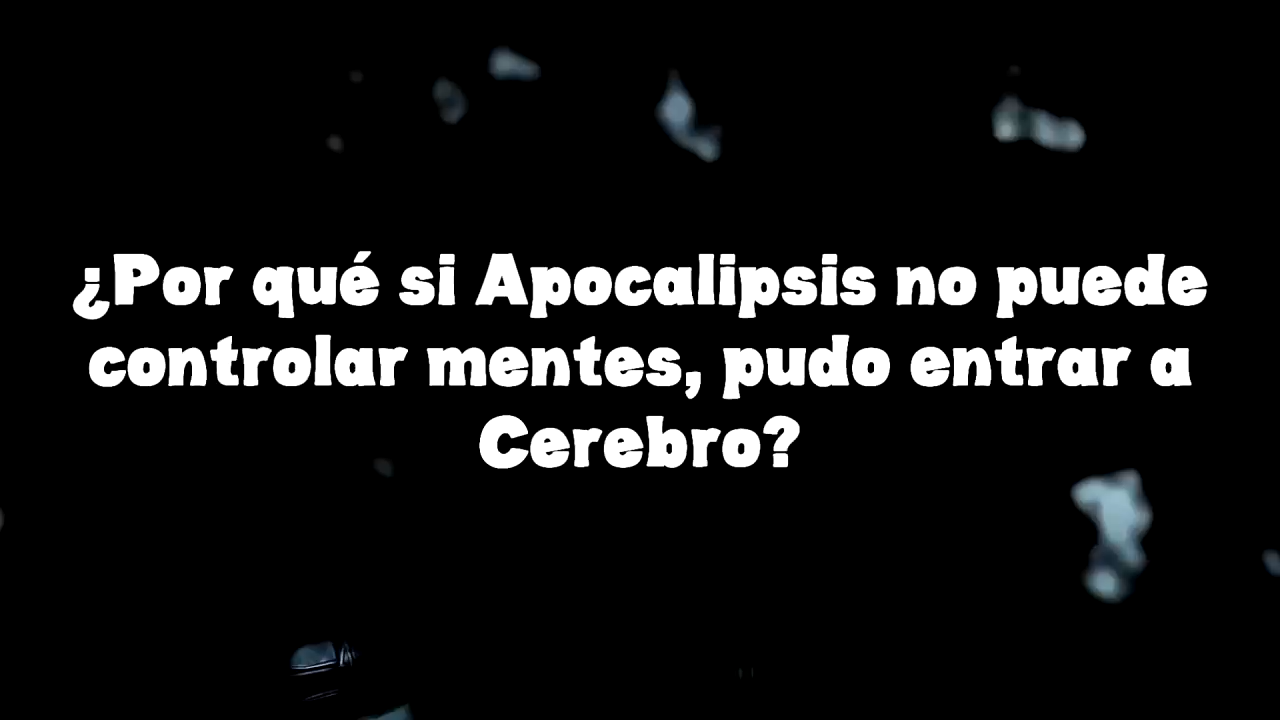 ¿Por qué si Apocalipsis no puede
controlar mentes, pudo entrar a
Cerebro?